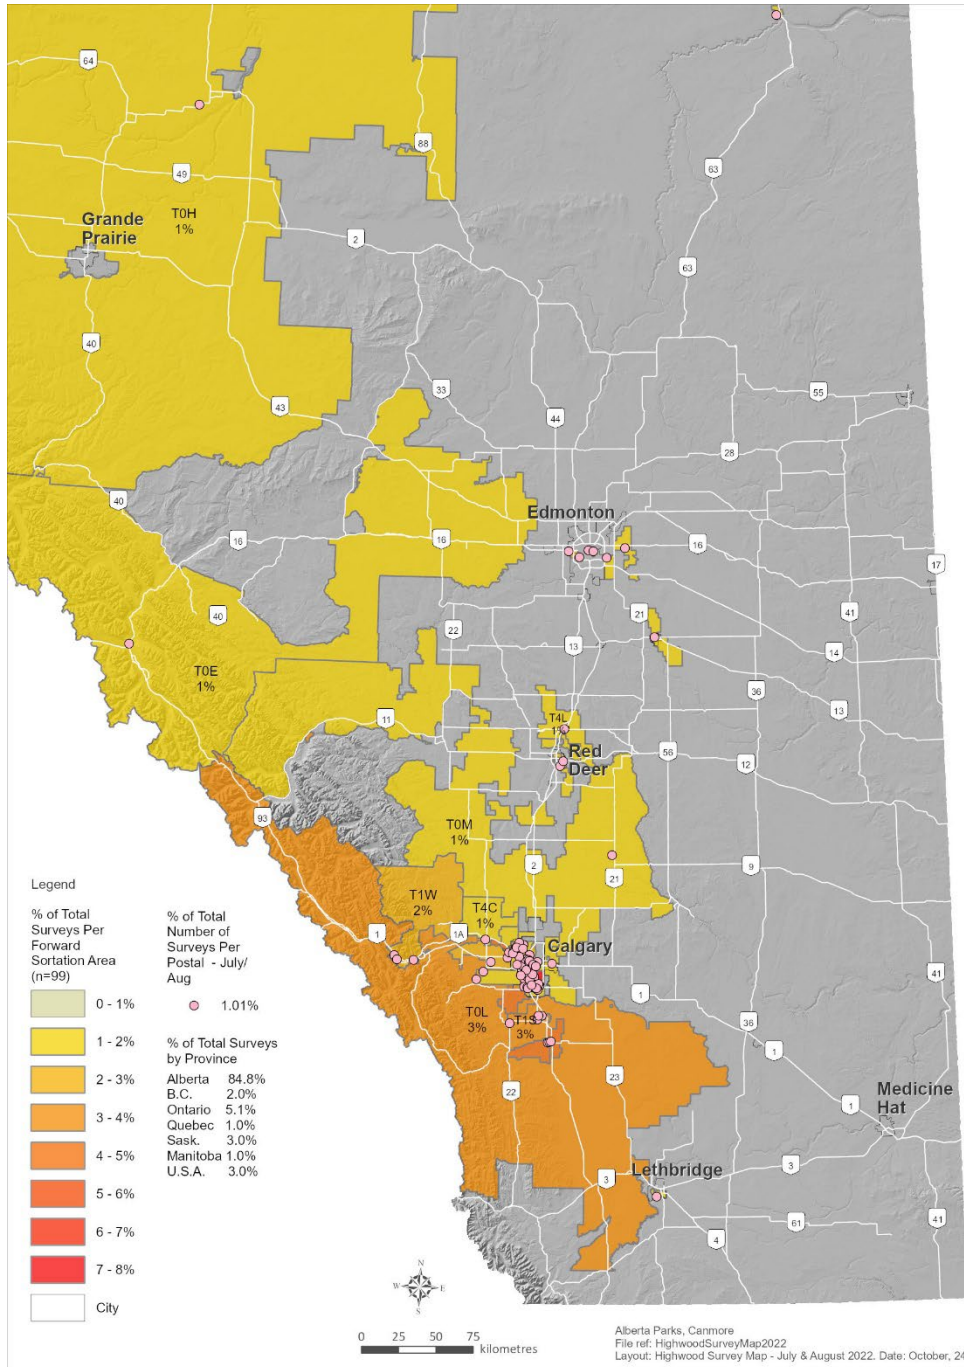 64
88
63
49
T0H
1%
Grande
Prairie
2
63
40
33
55
43
44
28
40
Edmonton
16
16
16
17
40
21
41
22
13
14
T0E
1%
36
13
11
T4L
1%
Red
Deer
56
12
93
T0M
1%
2
9
21
T1W
2%
T4C
1%
1
1A
Calgary
41
1
T0L
3%
T1S
3%
36
1
22
23
Medicine
Hat
1
Lethbridge
3
3
61
41
4
Legend
% of Total
Surveys Per
Forward
Sortation Area
(n=99)
0 - 1%
1 - 2%
2 - 3%
3 - 4%
4 - 5%
5 - 6%
6 - 7%
7 - 8%
City
% of Total
Number of
Surveys Per
Postal - July/
Aug
1.01%
% of Total Surveys
by Province
Alberta 84.8%
B.C. 2.0%
Ontario 5.1%
Quebec 1.0%
Sask. 3.0%
Manitoba 1.0%
U.S.A. 3.0%
N
W E
S
0 25 50 75
kilometres
Alberta Parks, Canmore
File ref: HighwoodSurveyMap2022
Layout: Highwood Survey Map - July & August 2022. Date: October, 24